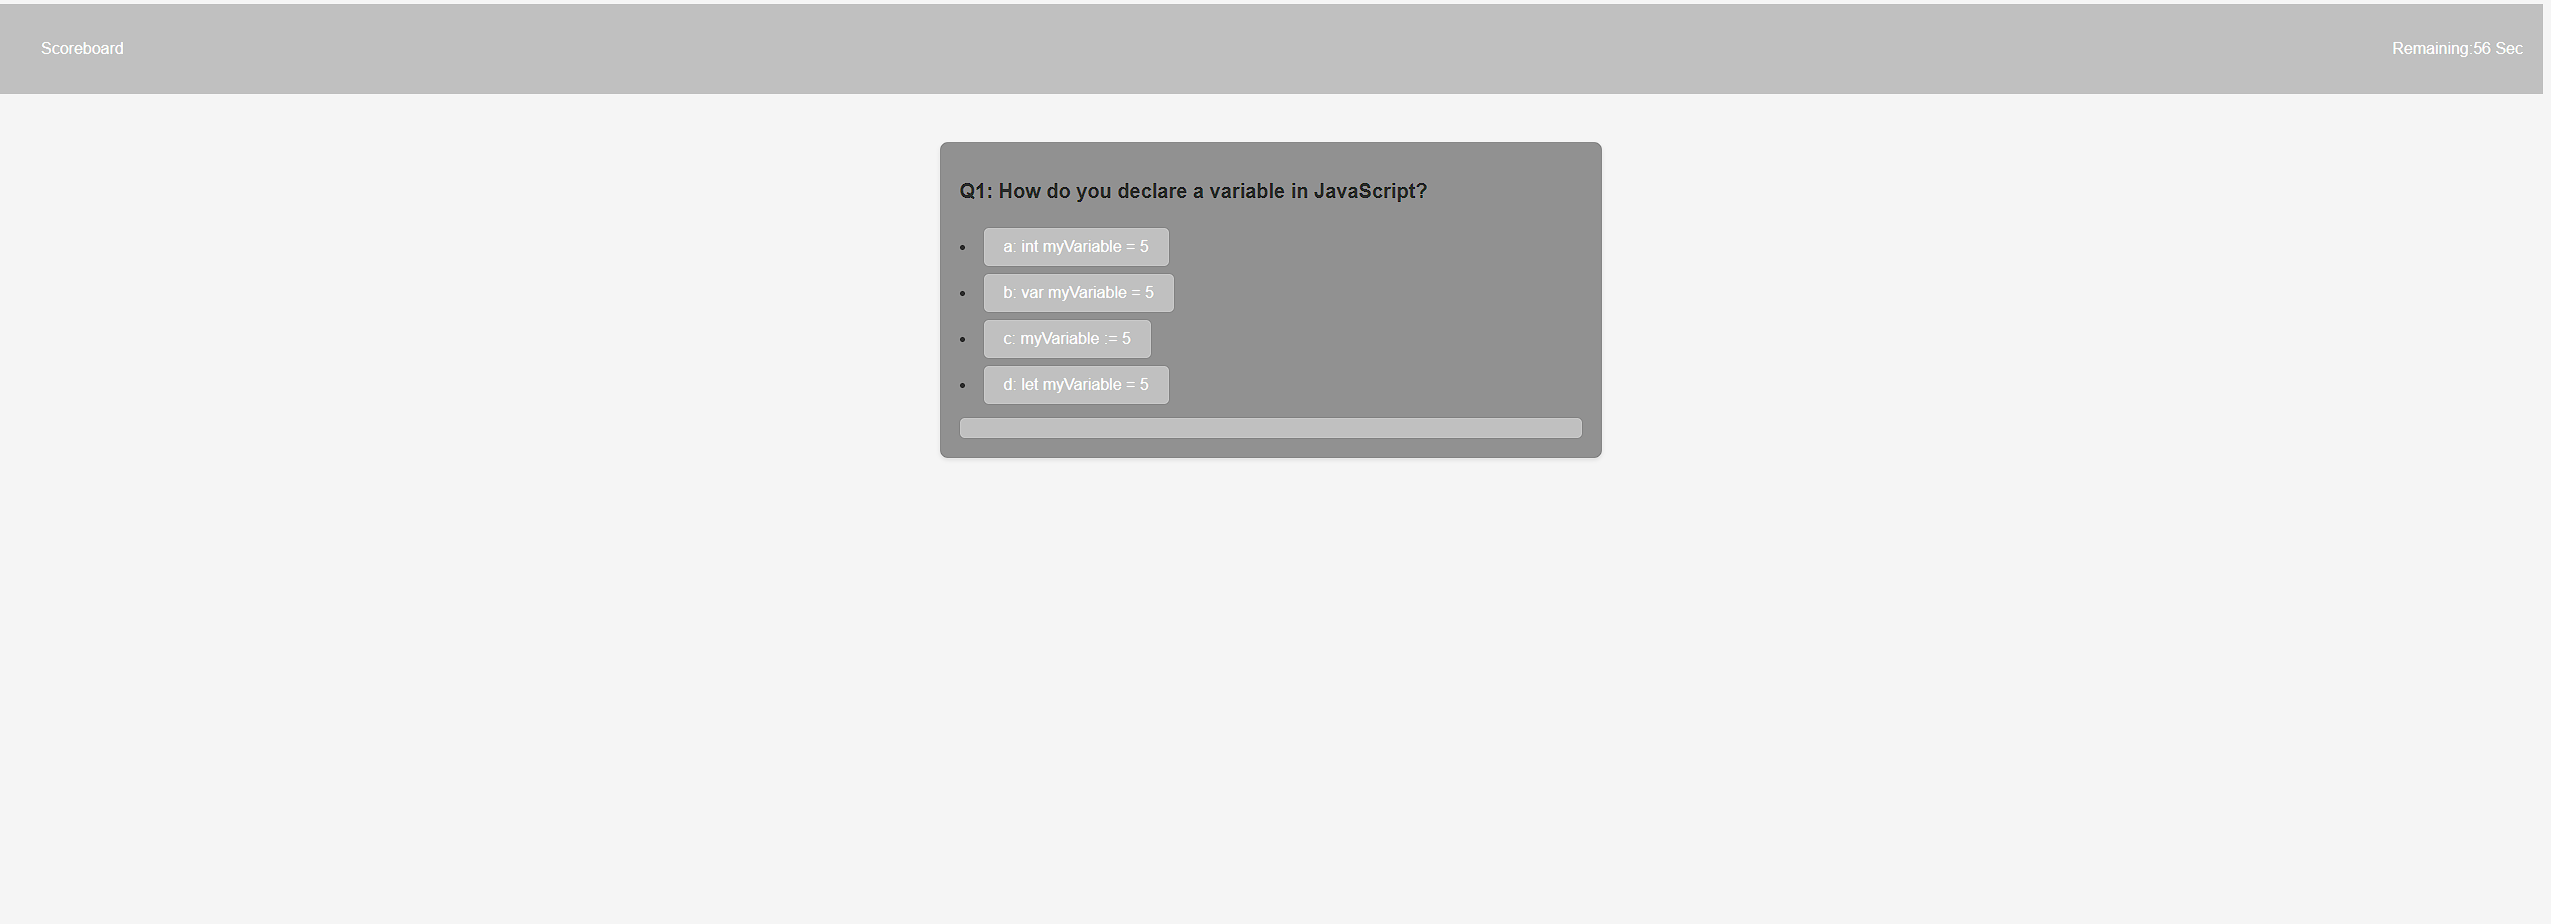 Scoreboard
Remaining:56 Sec
Q1: How do you declare a variable in JavaScript?
a: int myVariable = 5
b: var myVariable = 5
c: myVariable := 5
d: let myVariable = 5